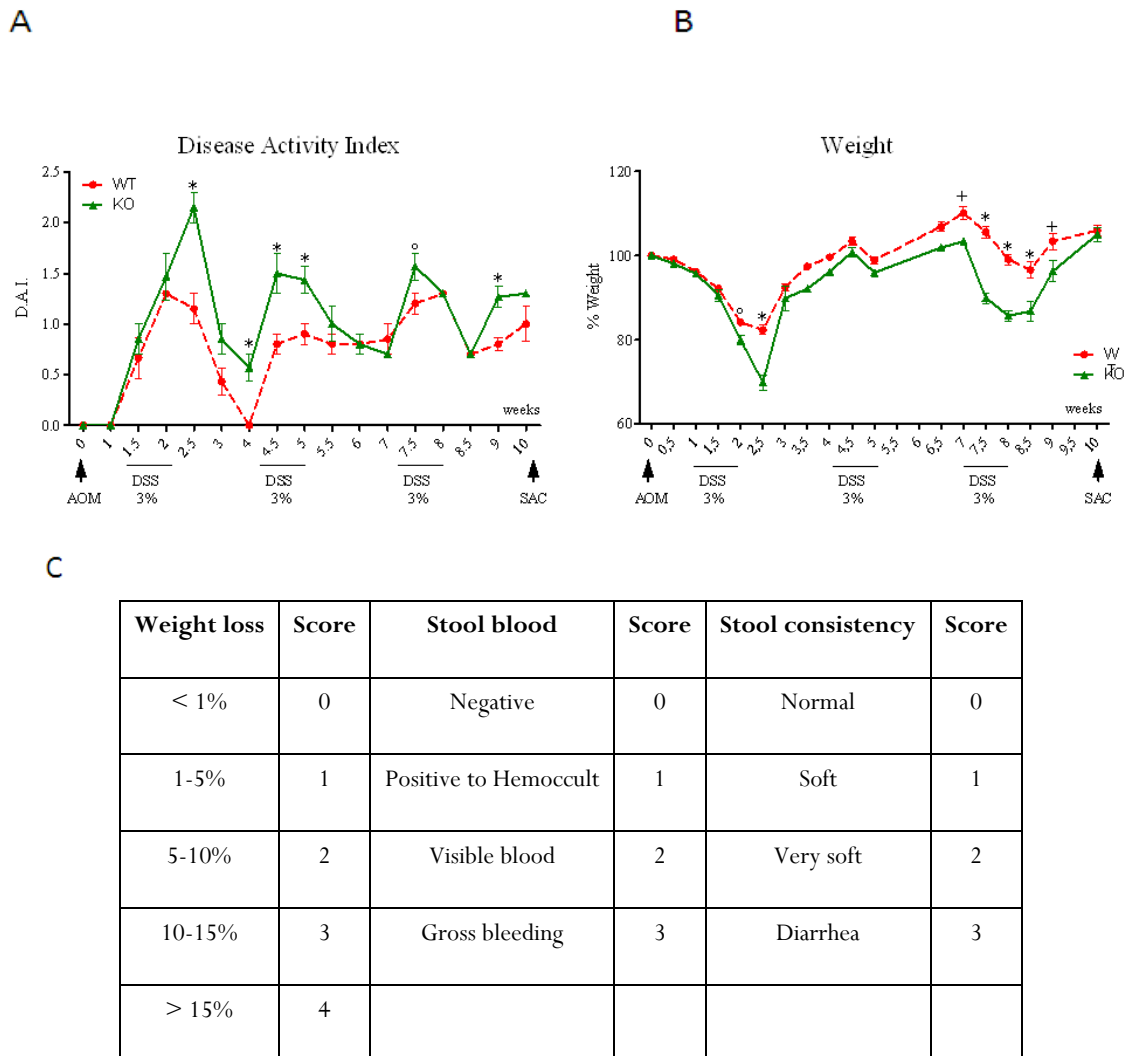 A
B
Disease Activity Index
2.5
2.0
1.5
1.0
0.5
0.0
D.A.I.
WT
KO
*
*
*
*
°
*
weeks
0 1 1,5 2 2,5 3 4 4,5 5 5.5 6 7 7,5 8 8.5 9 10
AOM
DSS
3%
DSS
3%
DSS
3%
SAC
Weight
120
100
80
60
% Weight
°
*
+
*
*
*
+
W
T
KO
weeks
0 0,5 1 1,5 2 2,5 3 3,5 4 4,5 5 5,5 6 6,5 7 7,5 8 8,5 9 9,5 10
AOM
DSS
3%
DSS
3%
DSS
3%
SAC
C
Weight loss Score Stool blood Score Stool consistency Score
< 1% 0 Negative 0 Normal 0
1-5% 1 Positive to Hemoccult 1 Soft 1
5-10% 2 Visible blood 2 Very soft 2
10-15% 3 Gross bleeding 3 Diarrhea 3
> 15% 4